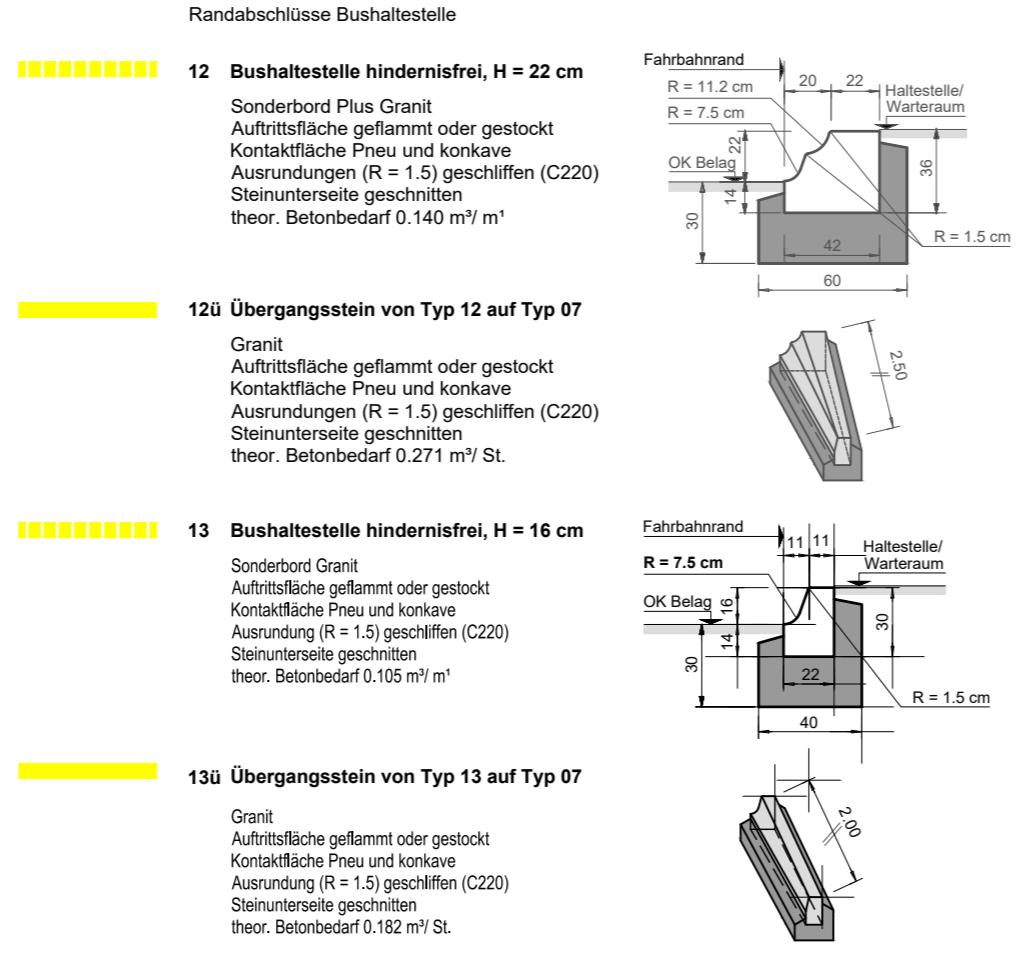 Randabschlüsse Bushaltestelle
12 Bushaltestelle hindernisfrei, H = 22 cm
Sonderbord Plus Granit
Auftrittsfläche geflammt oder gestockt
Kontaktfläche Pneu und konkave
Ausrundungen (R = 1.5) geschliffen (C220)
Steinunterseite geschnitten
theor. Betonbedarf 0.140 m³/ m¹
Fahrbahnrand
20 22
R = 11.2 cm
Haltestelle/
Warteraum
R = 7.5 cm
22
OK Belag
36
14
30
R = 1.5 cm
42
60
12ü Übergangsstein von Typ 12 auf Typ 07
Granit
Auftrittsfläche geflammt oder gestockt
Kontaktfläche Pneu und konkave
Ausrundungen (R = 1.5) geschliffen (C220)
Steinunterseite geschnitten
theor. Betonbedarf 0.271 m³/ St.
2.50
13 Bushaltestelle hindernisfrei, H = 16 cm
Sonderbord Granit
Auftrittsfläche geflammt oder gestockt
Kontaktfläche Pneu und konkave
Ausrundung (R = 1.5) geschliffen (C220)
Steinunterseite geschnitten
theor. Betonbedarf 0.105 m³/ m¹
Fahrbahnrand
11 11
Haltestelle/
Warteraum
R = 7.5 cm
OK Belag
16
30
14
30
22
R = 1.5 cm
40
13ü Übergangsstein von Typ 13 auf Typ 07
Granit
Auftrittsfläche geflammt oder gestockt
Kontaktfläche Pneu und konkave
Ausrundung (R = 1.5) geschliffen (C220)
Steinunterseite geschnitten
theor. Betonbedarf 0.182 m³/ St.
2.00